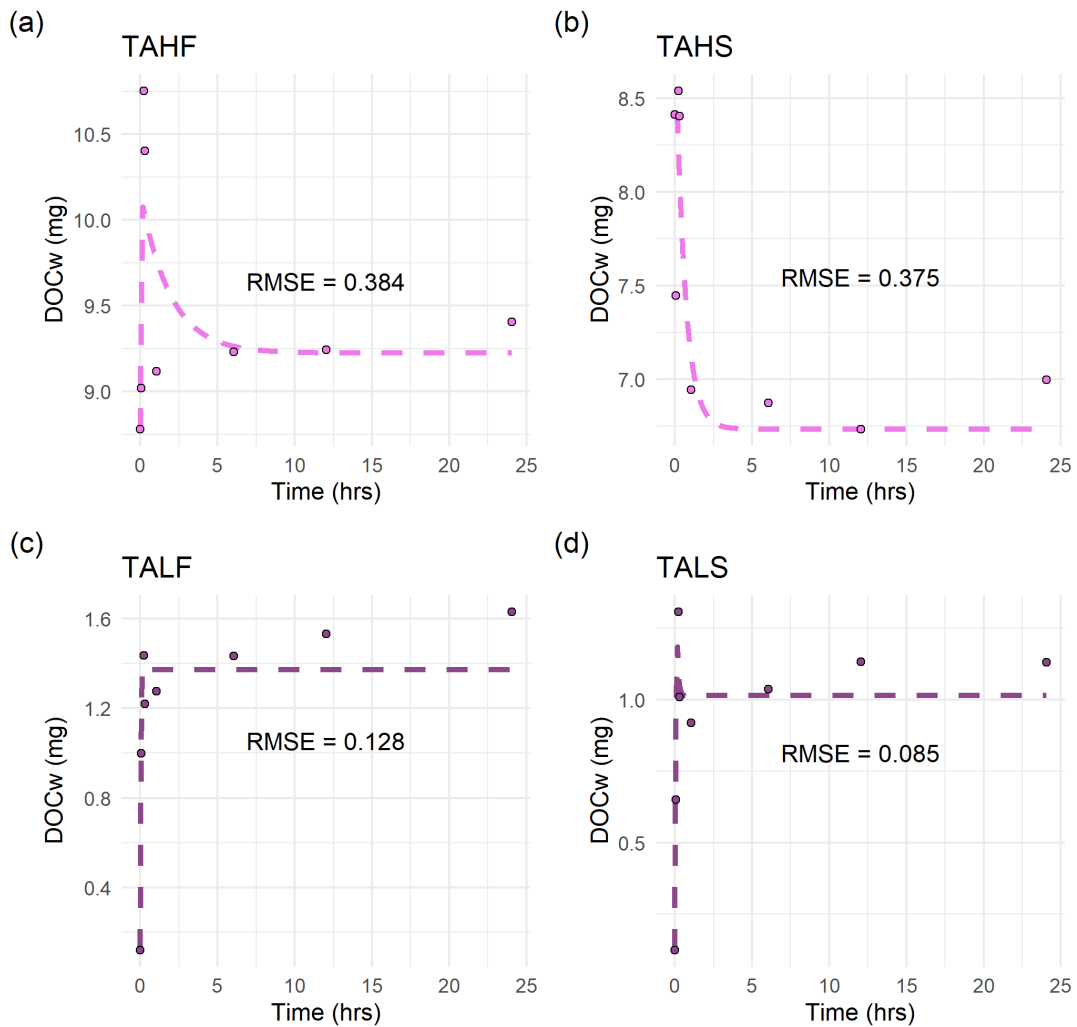 (a)
TAHF
DOCw (mg)
10.5
10.0
9.5
9.0
RMSE = 0.384
0 5 10 15 20 25
Time (hrs)
(b)
TAHS
DOCw (mg)
8.5
8.0
7.5
7.0
RMSE = 0.375
0 5 10 15 20 25
Time (hrs)
(c)
TALF
DOCw (mg)
1.6
1.2
0.8
0.4
RMSE = 0.128
0 5 10 15 20 25
Time (hrs)
(d)
TALS
DOCw (mg)
1.0
0.5
RMSE = 0.085
0 5 10 15 20 25
Time (hrs)